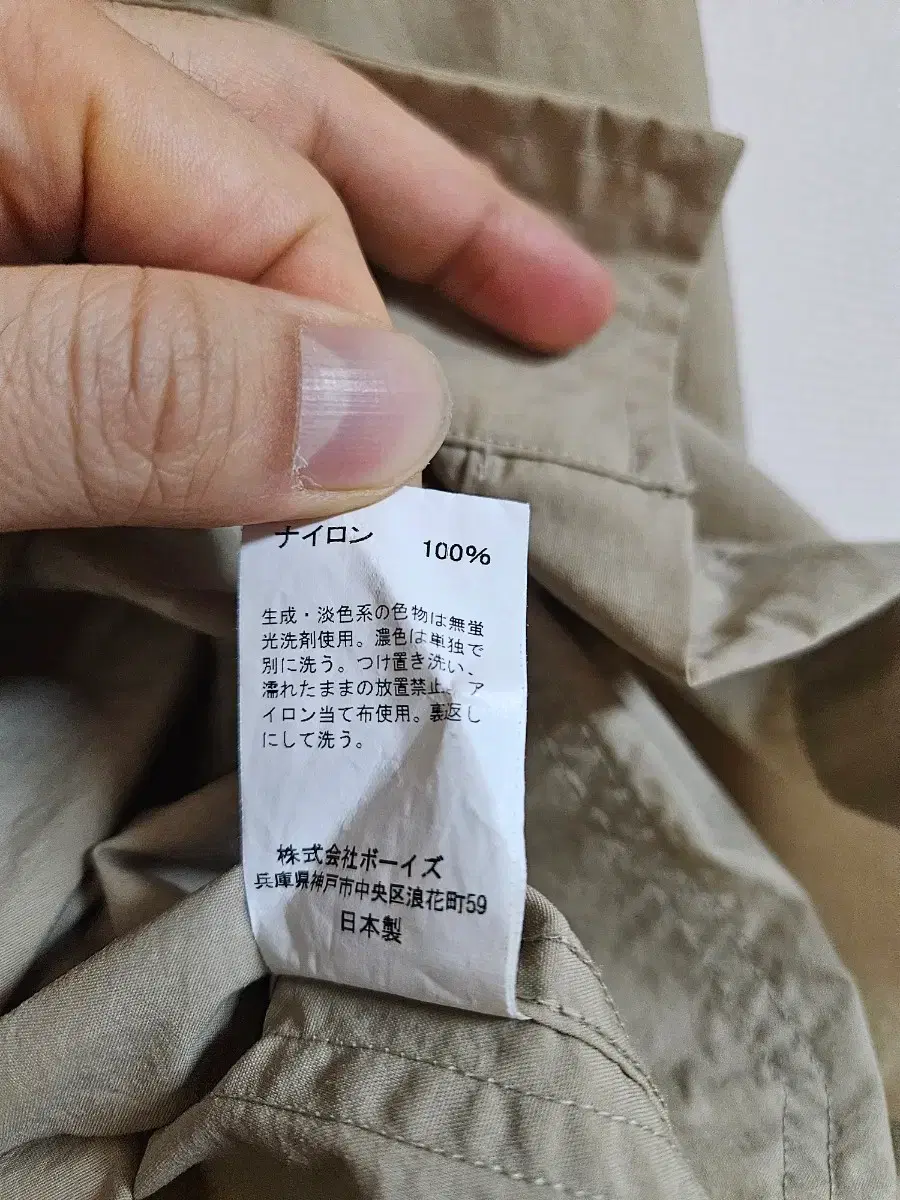 ナイロン 100%
生成・淡色系の色物は無蛍
光洗剤使用。濃色は単独で
別に洗う。つけ置き洗い、
濡れたままの放置禁止。ア
イロン当て布使用。裏返し
にして洗う。
株式会社ボーイズ
兵庫県神戸市中央区浪花町59
日本製